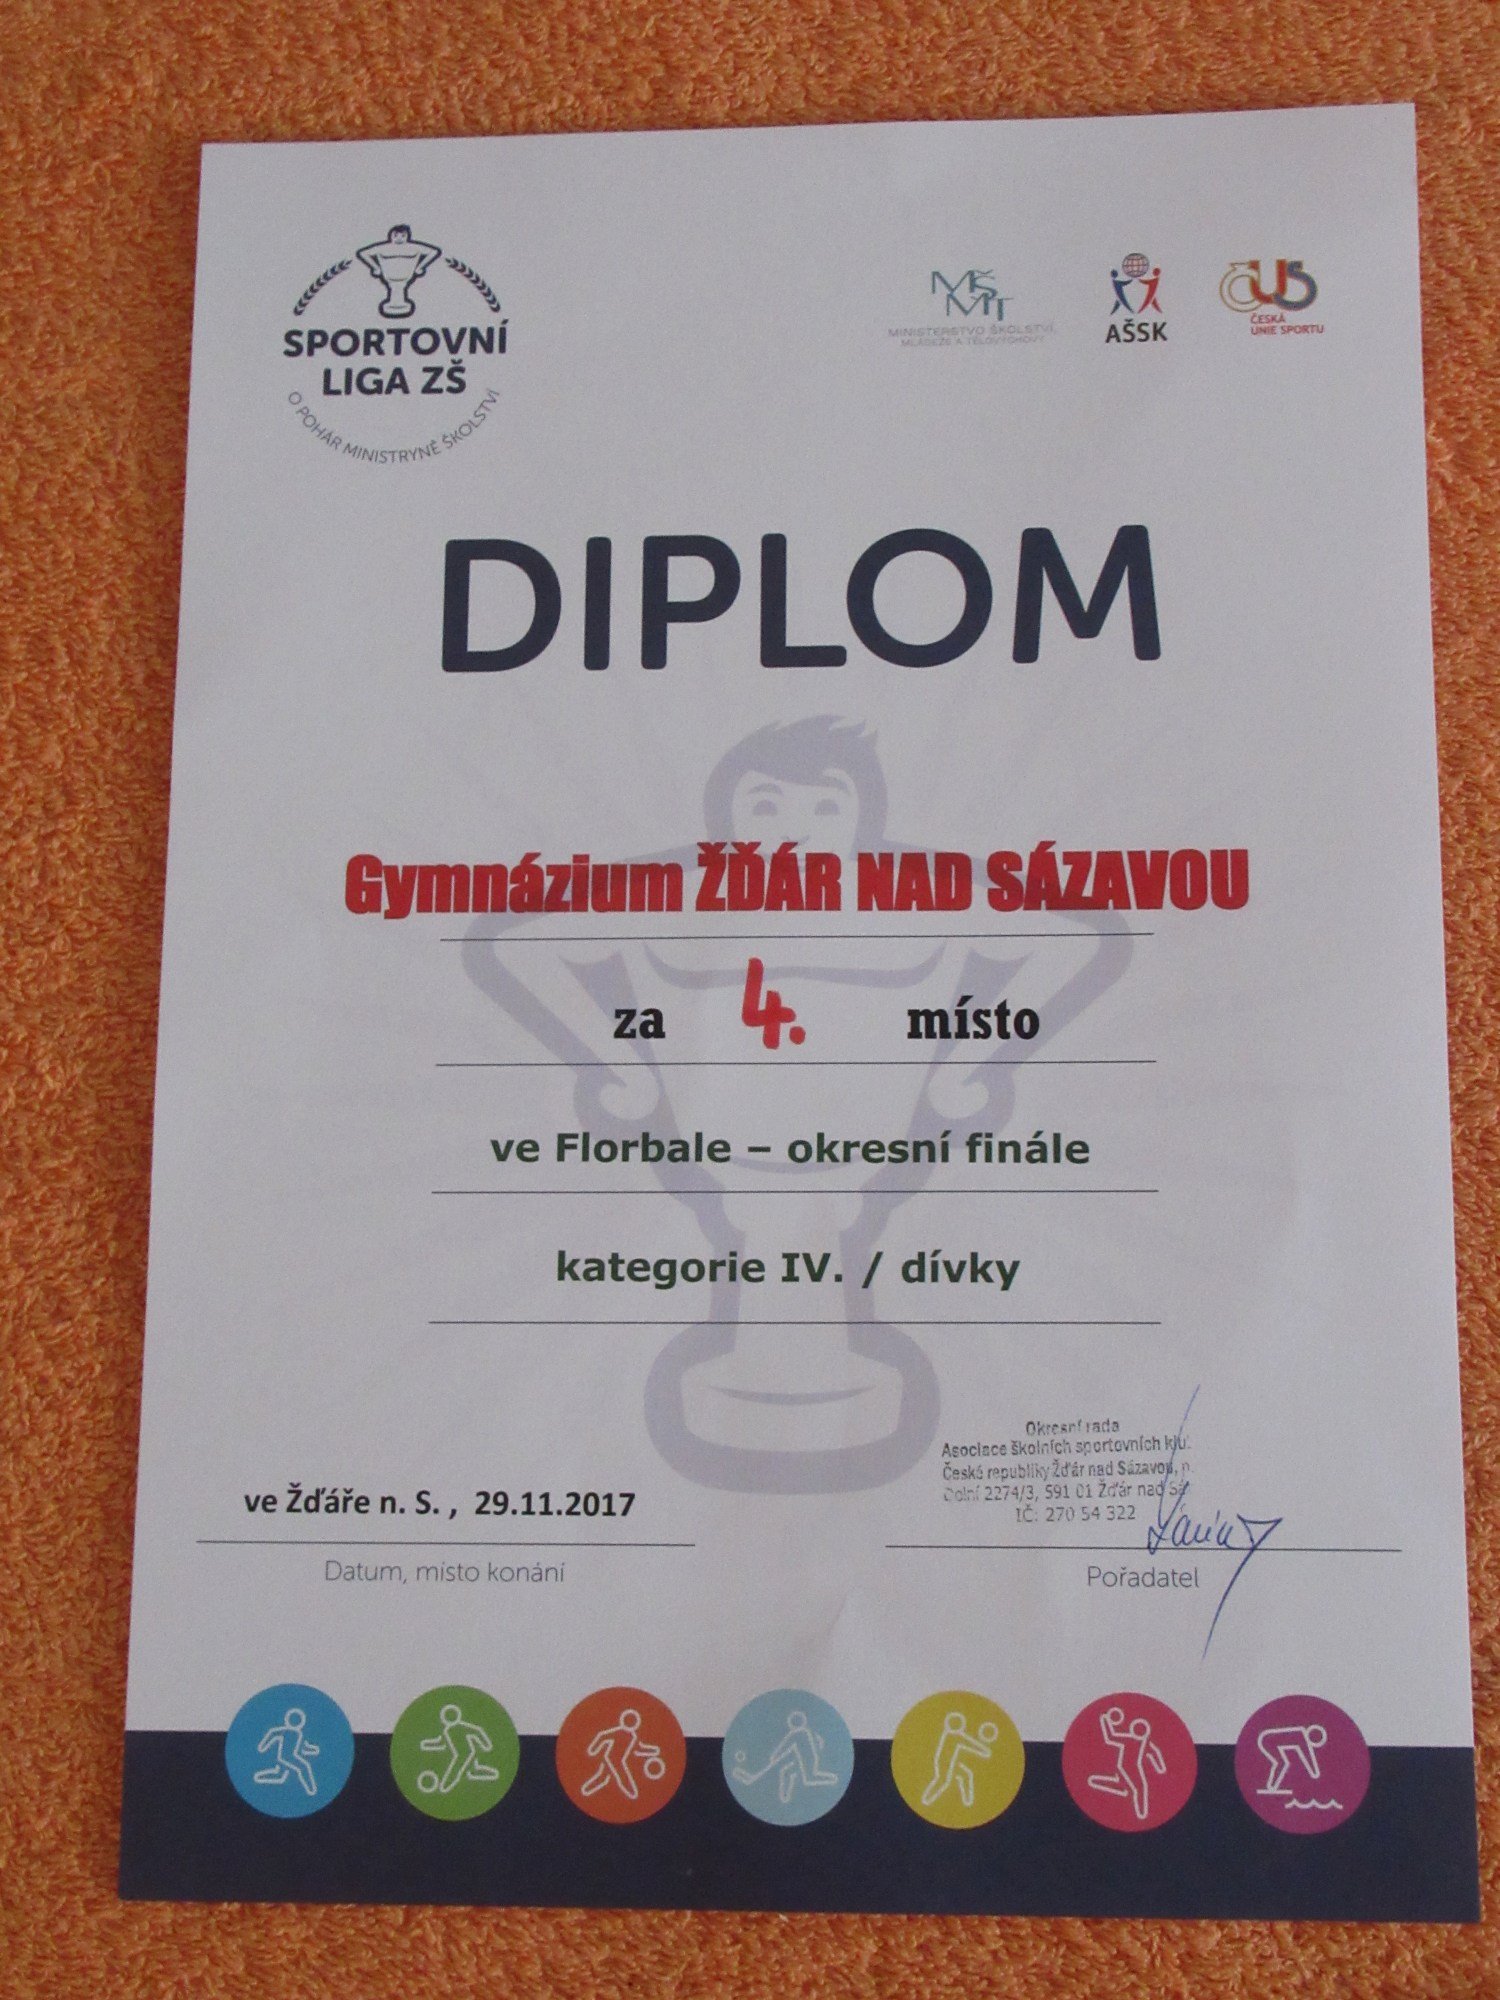 SPORTOVNÍ
LIGA ZŠ
O POHÁR MINISTRYNĚ ŠKOLSTVÍ
MŠMT
MINISTERSTVO ŠKOLSTVÍ
MLÁDEŽE A TĚLOVÝCHOVY
AŠSK
ČUS
ČESKÁ
UNIE SPORTU
DIPLOM
Gymnázium ŽĎÁR NAD SÁZAVOU
za 4. místo
ve Florbale – okresní finále
kategorie IV. / dívky
Okresní rada
Asociace školních sportovních klu
České republiky Žďár nad Sázavou, p.
Dolní 2274/3, 591 01 Žďár nad Sáz
IČ: 270 54 322
ve Žďáře n. S. , 29.11.2017
Datum, místo konání
Pořadatel